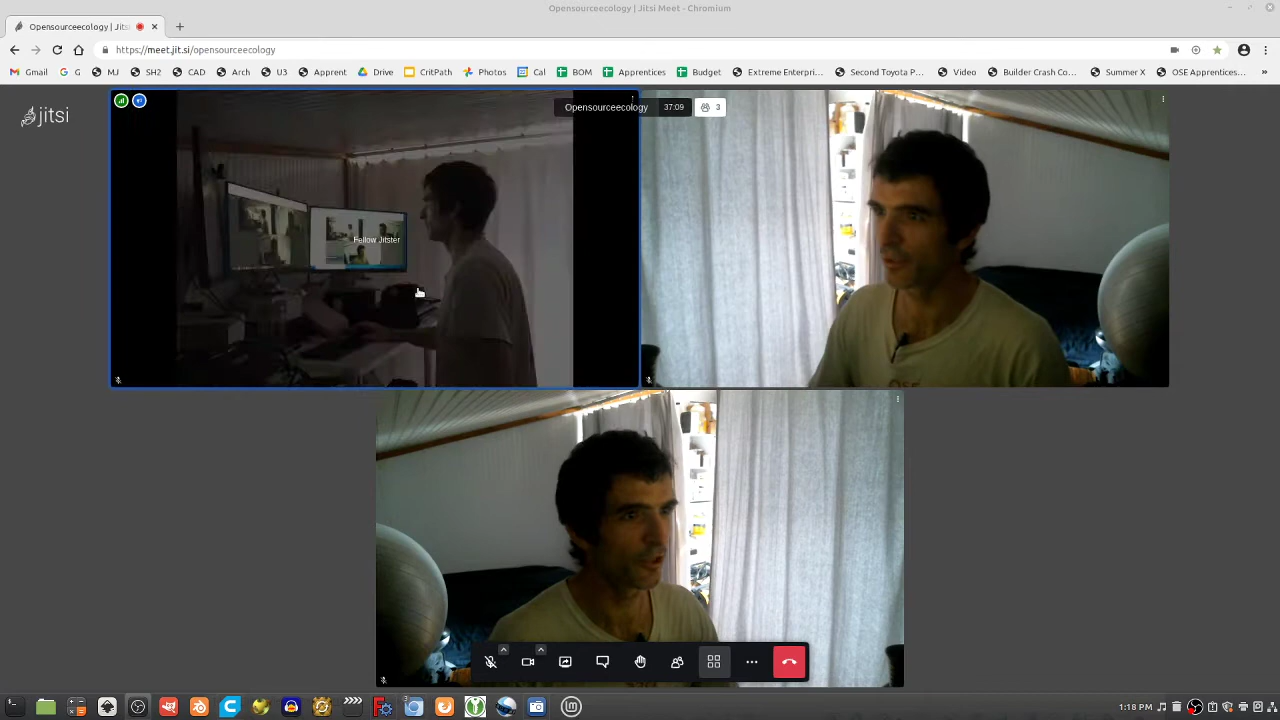 Opensourceecology | Jitsi Meet - Chromium
Opensourceecology | Jits
https://meet.jit.si/opensourceecology
Gmail G MJ SH2 CAD Arch U3 Apprent Drive CritPath Photos Cal BOM Apprentices Budget Extreme Enterpri... Second Toyota P... Video Builder Crash Co... Summer X OSE Apprentices...
jitsi
Opensourceecology 37:09 3
Fellow Jitster
1:18 PM